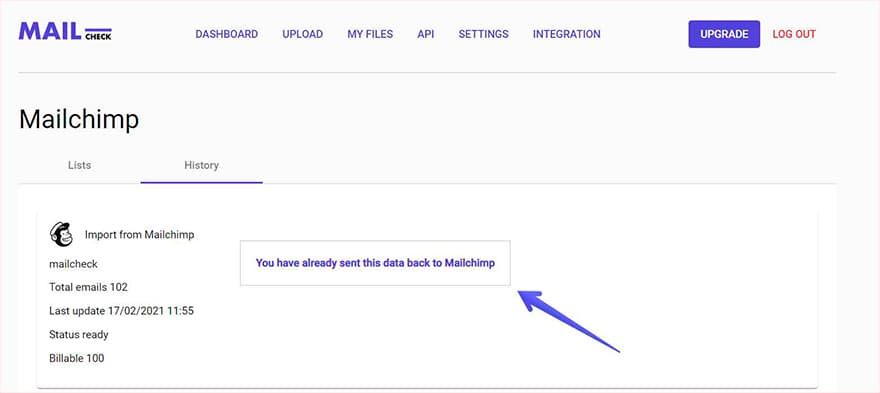 MAIL CHECK DASHBOARD UPLOAD MY FILES API SETTINGS INTEGRATION UPGRADE LOG OUT
Mailchimp
Lists History
Import from Mailchimp
mailcheck
You have already sent this data back to Mailchimp
Total emails 102
Last update 17/02/2021 11:55
Status ready
Billable 100